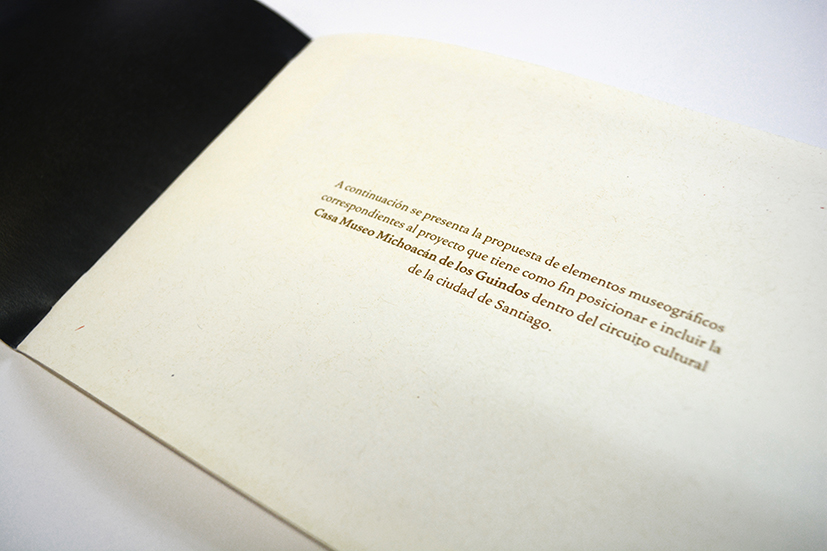 A continuación se presenta la propuesta de elementos museográficos
correspondientes al proyecto que tiene como fin posicionar e incluir la
Casa Museo Michoacán de los Guindos dentro del circuito cultural
de la ciudad de Santiago.